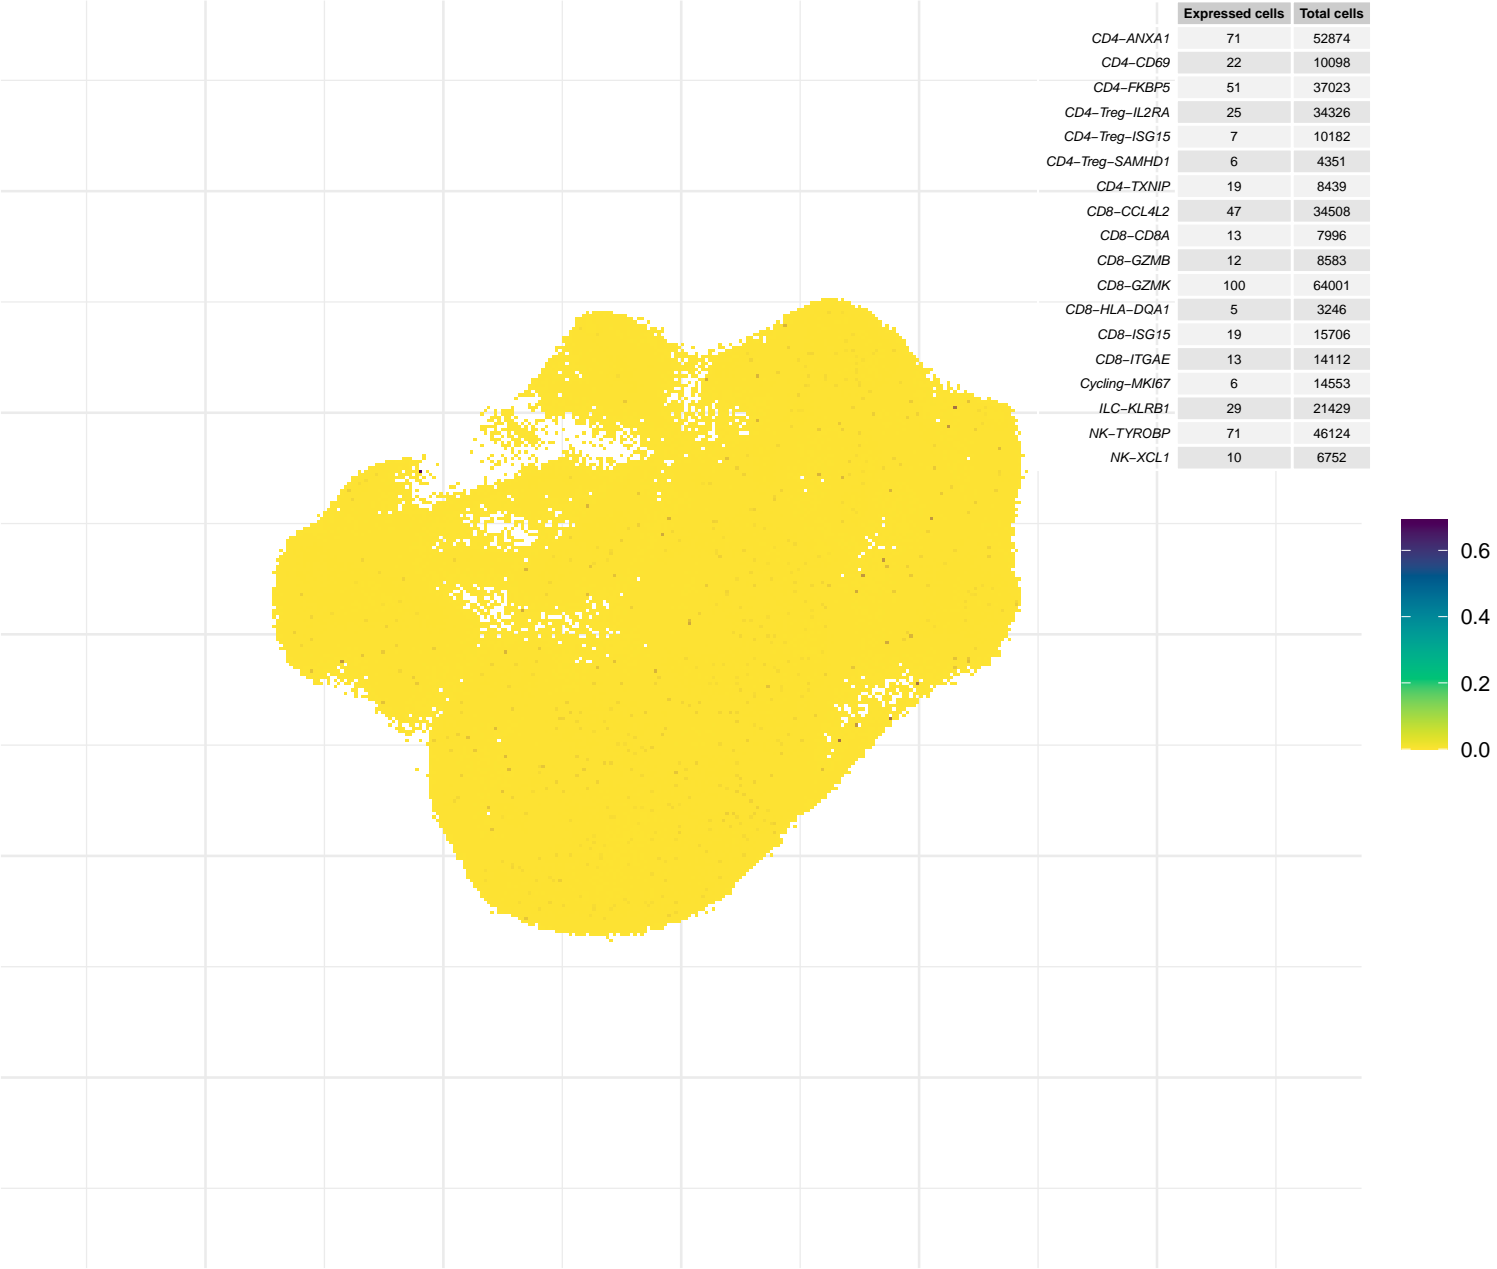 Expressed cells Total cells
CD4−ANXA1 71 52874
CD4−CD69 22 10098
CD4−FKBP5 51 37023
CD4−Treg−IL2RA 25 34326
CD4−Treg−ISG15 7 10182
CD4−Treg−SAMHD1 6 4351
CD4−TXNIP 19 8439
CD8−CCL4L2 47 34508
CD8−CD8A 13 7996
CD8−GZMB 12 8583
CD8−GZMK 100 64001
CD8−HLA−DQA1 5 3246
CD8−ISG15 19 15706
CD8−ITGAE 13 14112
Cycling−MKI67 6 14553
ILC−KLRB1 29 21429
NK−TYROBP 71 46124
NK−XCL1 10 6752
0.6
0.4
0.2
0.0